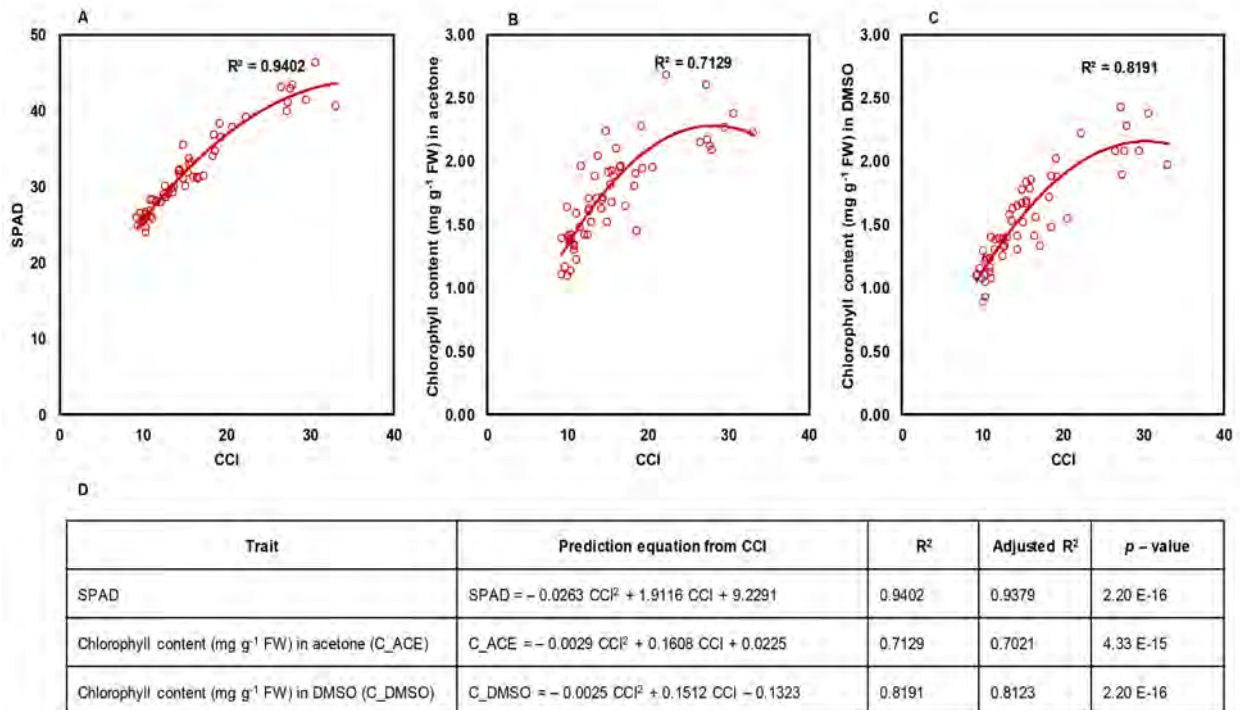 A
R² = 0.9402
SPAD
50
40
30
20
10
0
0 10 20 30 40
CCI
B
R² = 0.7129
Chlorophyll content (mg g⁻¹ FW) in acetone
3.00
2.50
2.00
1.50
1.00
0.50
0.00
0 10 20 30 40
CCI
C
R² = 0.8191
Chlorophyll content (mg g⁻¹ FW) in DMSO
3.00
2.50
2.00
1.50
1.00
0.50
0.00
0 10 20 30 40
CCI
D
Trait Prediction equation from CCI R² Adjusted R² p – value
SPAD SPAD = – 0.0263 CCI² + 1.9116 CCI + 9.2291 0.9402 0.9379 2.20 E-16
Chlorophyll content (mg g⁻¹ FW) in acetone (C_ACE) C_ACE = – 0.0029 CCI² + 0.1608 CCI + 0.0225 0.7129 0.7021 4.33 E-15
Chlorophyll content (mg g⁻¹ FW) in DMSO (C_DMSO) C_DMSO = – 0.0025 CCI² + 0.1512 CCI – 0.1323 0.8191 0.8123 2.20 E-16